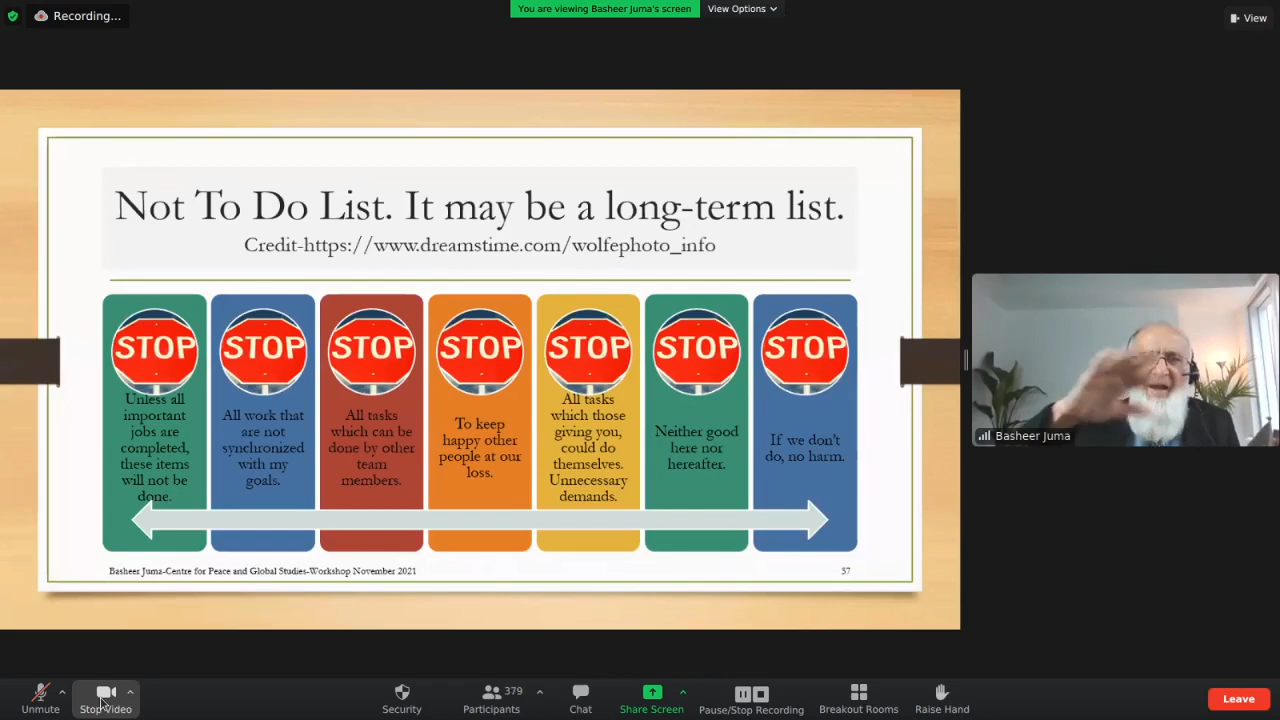 Recording...
You are viewing Basheer Juma's screen
View Options
View
Not To Do List. It may be a long-term list.
Credit-https://www.dreamstime.com/wolfephoto_info
STOP
Unless all
important
jobs are
completed,
these items
will not be
done.
STOP
All work that
are not
synchronized
with my
goals.
STOP
All tasks
which can be
done by other
team
members.
STOP
To keep
happy other
people at our
loss.
STOP
All tasks
which those
giving you,
could do
themselves.
Unnecessary
demands.
STOP
Neither good
here nor
hereafter.
STOP
If we don't
do, no harm.
Basheer Juma-Centre for Peace and Global Studies-Workshop November 2021
57
Basheer Juma
Unmute
Stop Video
Security
379
Participants
Chat
Share Screen
Pause/Stop Recording
Breakout Rooms
Raise Hand
Leave